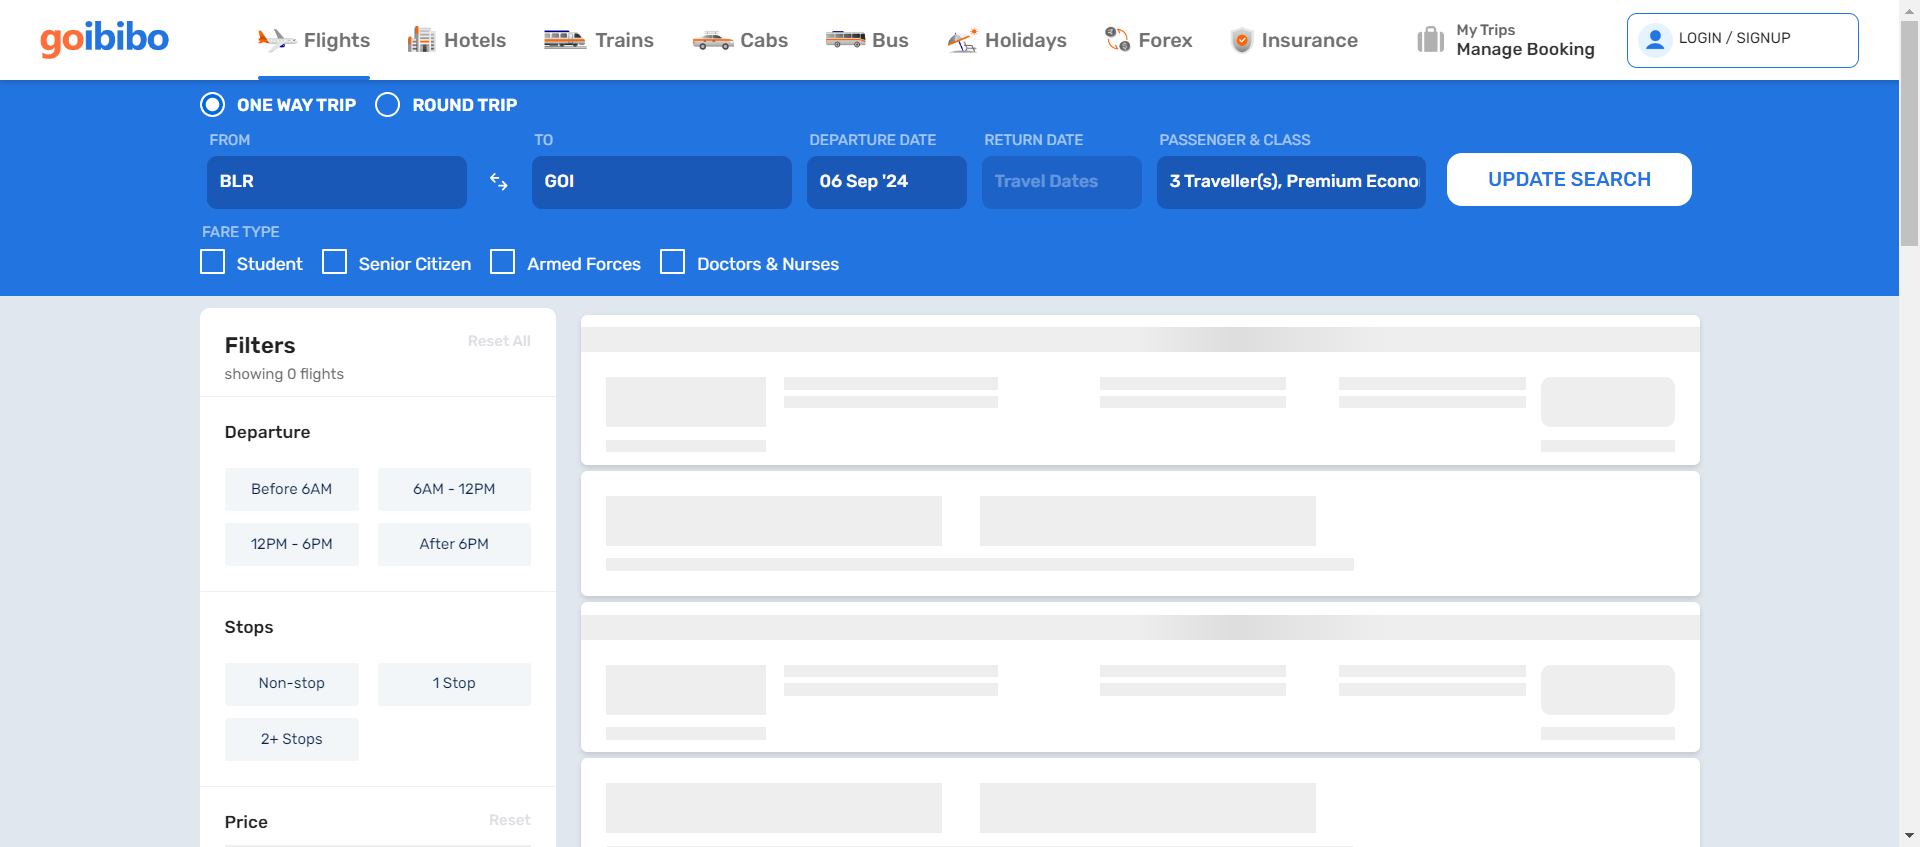 goibibo
Flights
Hotels
Trains
Cabs
Bus
Holidays
Forex
Insurance
My Trips
Manage Booking
LOGIN / SIGNUP
ONE WAY TRIP
ROUND TRIP
FROM
TO
DEPARTURE DATE
RETURN DATE
PASSENGER & CLASS
BLR
GOI
06 Sep '24
Travel Dates
3 Traveller(s), Premium Econo
UPDATE SEARCH
FARE TYPE
Student
Senior Citizen
Armed Forces
Doctors & Nurses
Filters
Reset All
showing 0 flights
Departure
Before 6AM
6AM - 12PM
12PM - 6PM
After 6PM
Stops
Non-stop
1 Stop
2+ Stops
Price
Reset